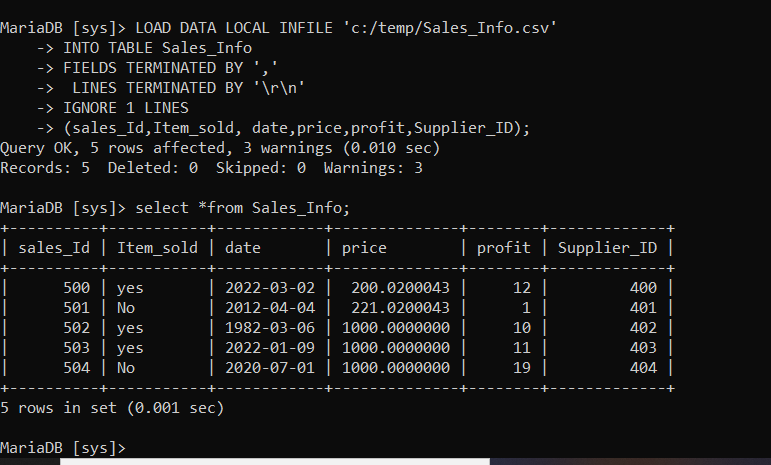 MariaDB [sys]> LOAD DATA LOCAL INFILE 'c:/temp/Sales_Info.csv'
    -> INTO TABLE Sales_Info
    -> FIELDS TERMINATED BY ','
    ->  LINES TERMINATED BY '\r\n'
    -> IGNORE 1 LINES
    -> (sales_Id,Item_sold, date,price,profit,Supplier_ID);
Query OK, 5 rows affected, 3 warnings (0.010 sec)
Records: 5  Deleted: 0  Skipped: 0  Warnings: 3

MariaDB [sys]> select *from Sales_Info;
+----------+-----------+------------+--------------+--------+-------------+
| sales_Id | Item_sold | date       | price        | profit | Supplier_ID |
+----------+-----------+------------+--------------+--------+-------------+
|      500 | yes       | 2022-03-02 |  200.0200043 |     12 |         400 |
|      501 | No        | 2012-04-04 |  221.0200043 |      1 |         401 |
|      502 | yes       | 1982-03-06 | 1000.0000000 |     10 |         402 |
|      503 | yes       | 2022-01-09 | 1000.0000000 |     11 |         403 |
|      504 | No        | 2020-07-01 | 1000.0000000 |     19 |         404 |
+----------+-----------+------------+--------------+--------+-------------+
5 rows in set (0.001 sec)

MariaDB [sys]>